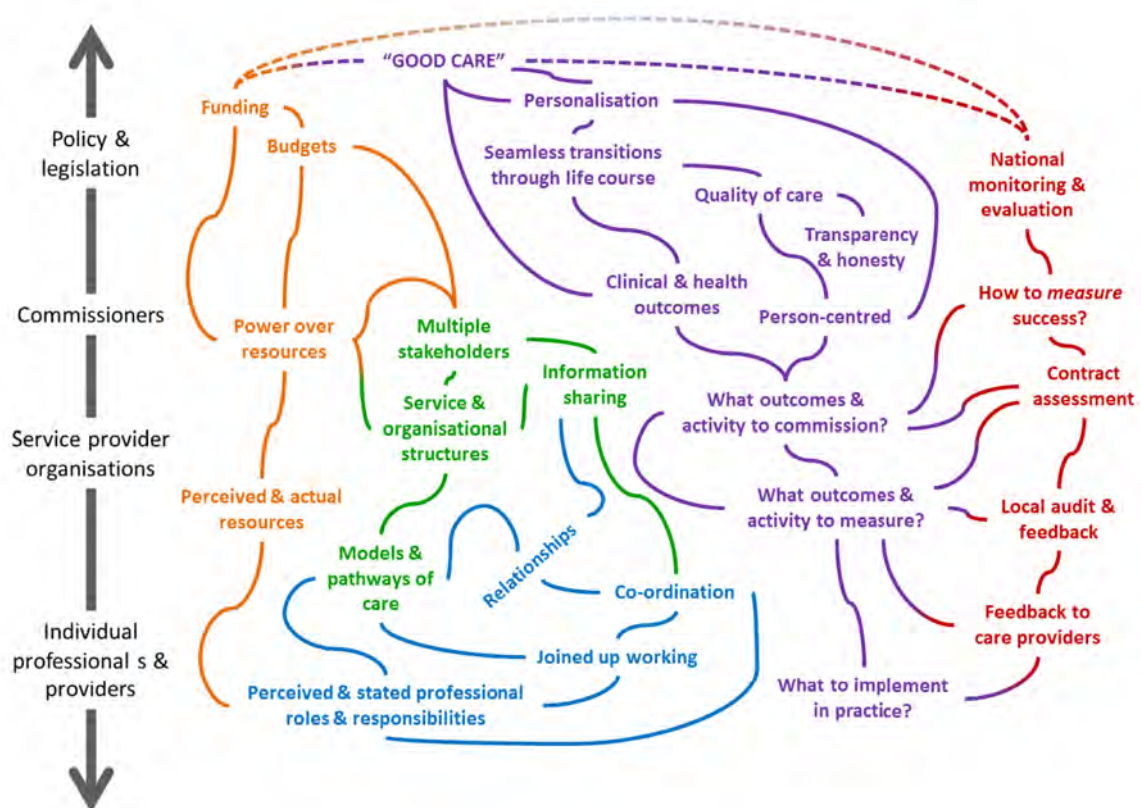 Policy &
legislation
Commissioners
Service provider
organisations
Individual
professional s &
providers
"GOOD CARE"
Funding
Budgets
Power over
resources
Perceived & actual
resources
Personalisation
Seamless transitions
through life course
Quality of care
Transparency
& honesty
Clinical & health
outcomes
Person-centred
What outcomes &
activity to commission?
What outcomes &
activity to measure?
What to implement
in practice?
Multiple
stakeholders
Information
sharing
Service &
organisational
structures
Models &
pathways of
care
Relationships
Co-ordination
Joined up working
Perceived & stated professional
roles & responsibilities
National
monitoring &
evaluation
How to measure
success?
Contract
assessment
Local audit &
feedback
Feedback to
care providers